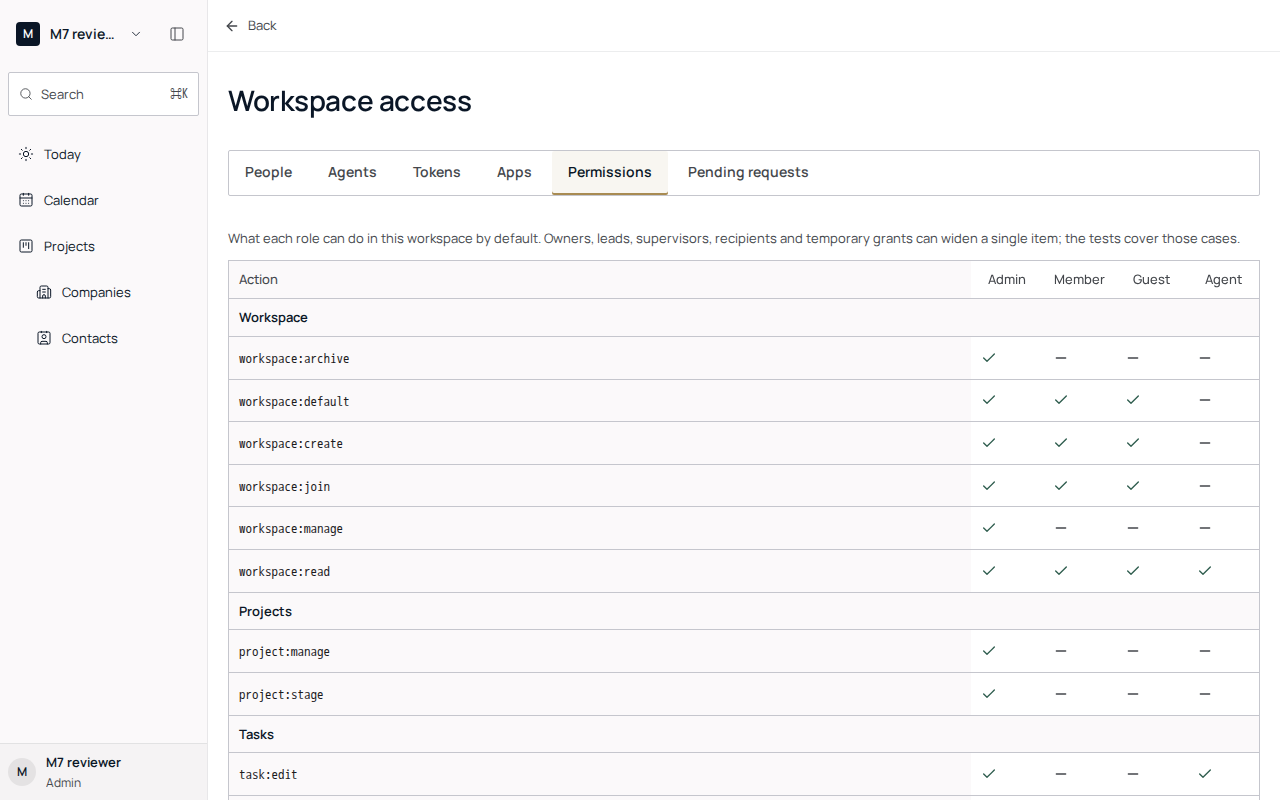 M
M7 revie...
Back
Search
⌘K
Workspace access
Today
People
Agents
Tokens
Apps
Permissions
Pending requests
Calendar
Projects
Companies
Contacts
What each role can do in this workspace by default. Owners, leads, supervisors, recipients and temporary grants can widen a single item; the tests cover those cases.
Action
Admin
Member
Guest
Agent
Workspace
workspace:archive
workspace:default
workspace:create
workspace:join
workspace:manage
workspace:read
Projects
project:manage
project:stage
Tasks
task:edit
M
M7 reviewer
Admin